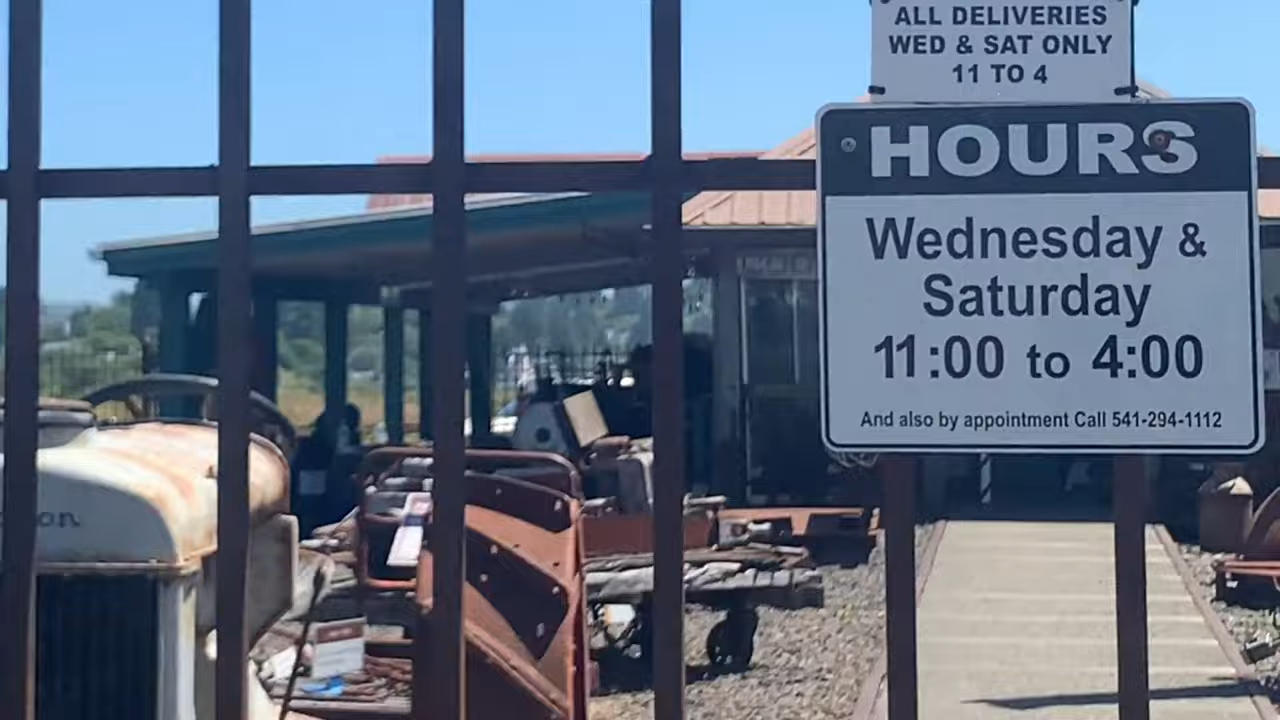 ALL DELIVERIES
WED & SAT ONLY
11 TO 4
HOURS
Wednesday &
Saturday
11:00 to 4:00
And also by appointment Call 541-294-1112